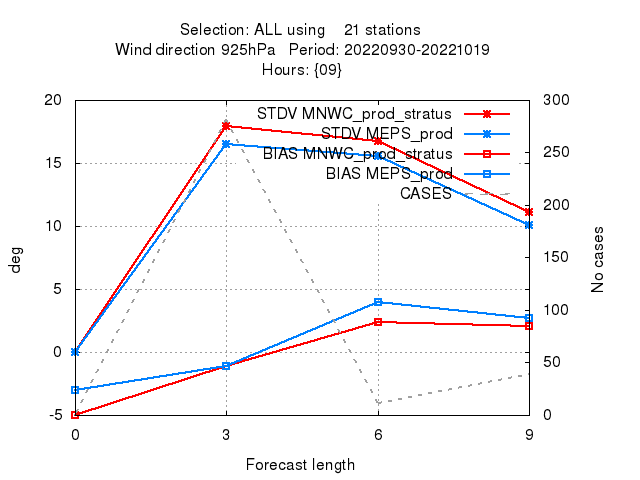 Selection: ALL using 21 stations
Wind direction 925hPa Period: 20220930-20221019
Hours: {09}
20
15
10
5
0
-5
deg
STDV MNWC_prod_stratus
STDV MEPS_prod
BIAS MNWC_prod_stratus
BIAS MEPS_prod
CASES
300
250
200
150
100
50
0
No cases
0 3 6 9
Forecast length